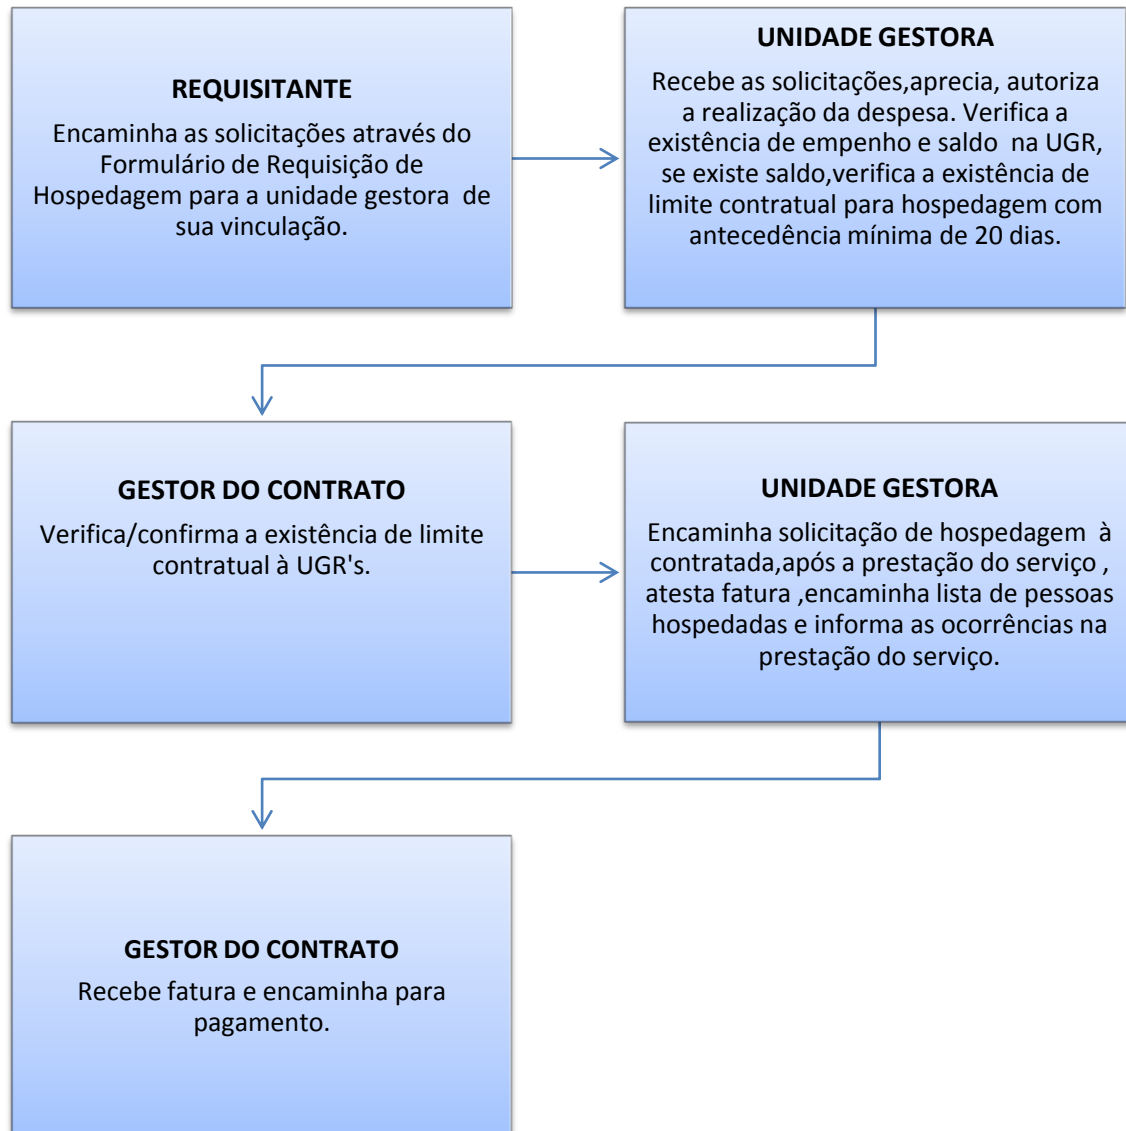 REQUISITANTE
Encaminha as solicitações através do
Formulário de Requisição de
Hospedagem para a unidade gestora  de
sua vinculação.
UNIDADE GESTORA
Recebe as solicitações,aprecia, autoriza
a realização da despesa. Verifica a
existência de empenho e saldo  na UGR,
se existe saldo,verifica a existência de
limite contratual para hospedagem com
antecedência mínima de 20 dias.
GESTOR DO CONTRATO
Verifica/confirma a existência de limite
contratual à UGR's.
UNIDADE GESTORA
Encaminha solicitação de hospedagem  à
contratada,após a prestação do serviço ,
atesta fatura ,encaminha lista de pessoas
hospedadas e informa as ocorrências na
prestação do serviço.
GESTOR DO CONTRATO
Recebe fatura e encaminha para
pagamento.